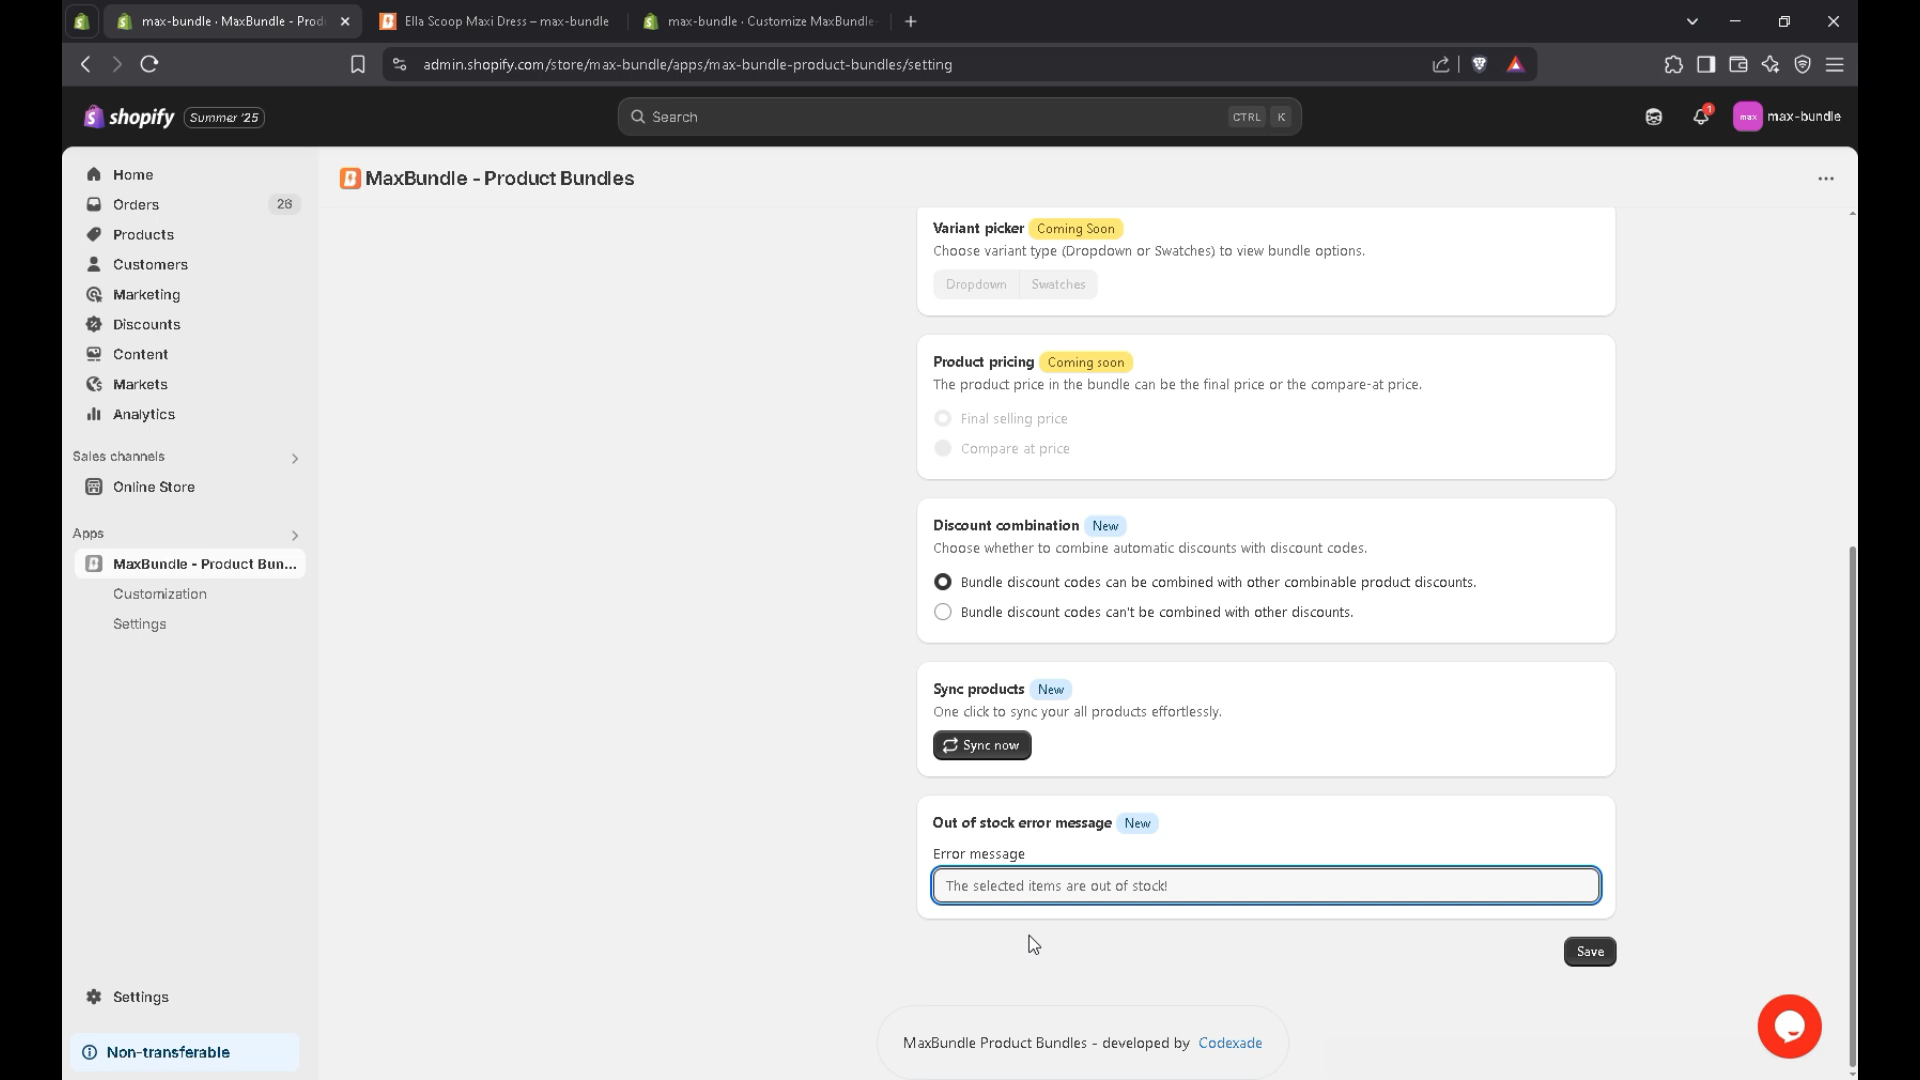 max-bundle · MaxBundle - Prod
Ella Scoop Maxi Dress – max-bundle
max-bundle · Customize MaxBundle
admin.shopify.com/store/max-bundle/apps/max-bundle-product-bundles/setting
shopify
Summer '25
Search
CTRL K
1
max
max-bundle
Home
Orders
26
Products
Customers
Marketing
Discounts
Content
Markets
Analytics
Sales channels
Online Store
Apps
MaxBundle - Product Bun...
Customization
Settings
Settings
Non-transferable
MaxBundle - Product Bundles
Variant picker Coming Soon
Choose variant type (Dropdown or Swatches) to view bundle options.
Dropdown Swatches
Product pricing Coming soon
The product price in the bundle can be the final price or the compare-at price.
Final selling price
Compare at price
Discount combination New
Choose whether to combine automatic discounts with discount codes.
Bundle discount codes can be combined with other combinable product discounts.
Bundle discount codes can't be combined with other discounts.
Sync products New
One click to sync your all products effortlessly.
Sync now
Out of stock error message New
Error message
The selected items are out of stock!
Save
MaxBundle Product Bundles - developed by Codexade